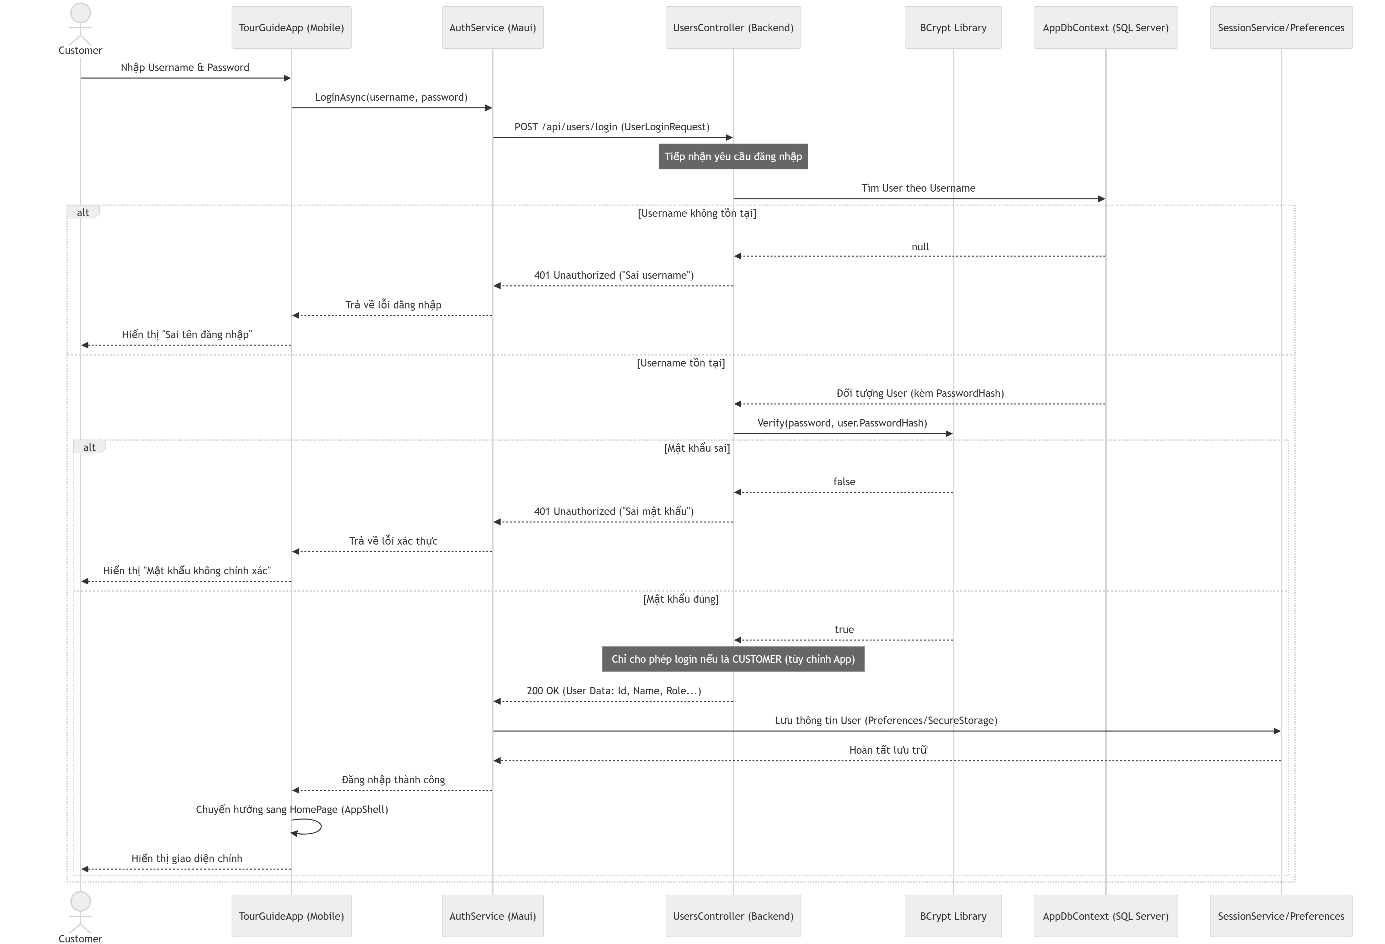 Customer
TourGuideApp (Mobile)
AuthService (Maui)
UsersController (Backend)
BCrypt Library
AppDbContext (SQL Server)
SessionService/Preferences
Nhập Username & Password
LoginAsync(username, password)
POST /api/users/login (UserLoginRequest)
Tiếp nhận yêu cầu đăng nhập
Tìm User theo Username
alt
[Username không tồn tại]
null
401 Unauthorized ("Sai username")
Trả về lỗi đăng nhập
Hiển thị "Sai tên đăng nhập"
[Username tồn tại]
Đối tượng User (kèm PasswordHash)
Verify(password, user.PasswordHash)
alt
[Mật khẩu sai]
false
401 Unauthorized ("Sai mật khẩu")
Trả về lỗi xác thực
Hiển thị "Mật khẩu không chính xác"
[Mật khẩu đúng]
true
Chỉ cho phép login nếu là CUSTOMER (tùy chỉnh App)
200 OK (User Data: Id, Name, Role...)
Lưu thông tin User (Preferences/SecureStorage)
Hoàn tất lưu trữ
Đăng nhập thành công
Chuyển hướng sang HomePage (AppShell)
Hiển thị giao diện chính
Customer
TourGuideApp (Mobile)
AuthService (Maui)
UsersController (Backend)
BCrypt Library
AppDbContext (SQL Server)
SessionService/Preferences